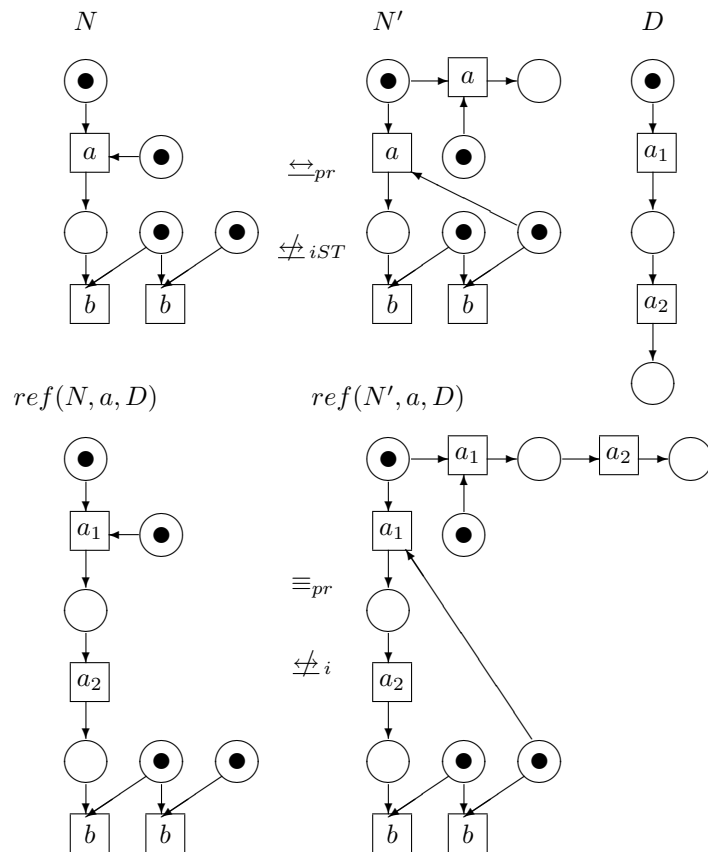 N N′ D
a
a a a₁
↔pr
↮iST
b b b b a₂
ref(N, a, D) ref(N′, a, D)
a₁ a₂
a₁ a₁
≡pr
↮i
a₂ a₂
b b b b